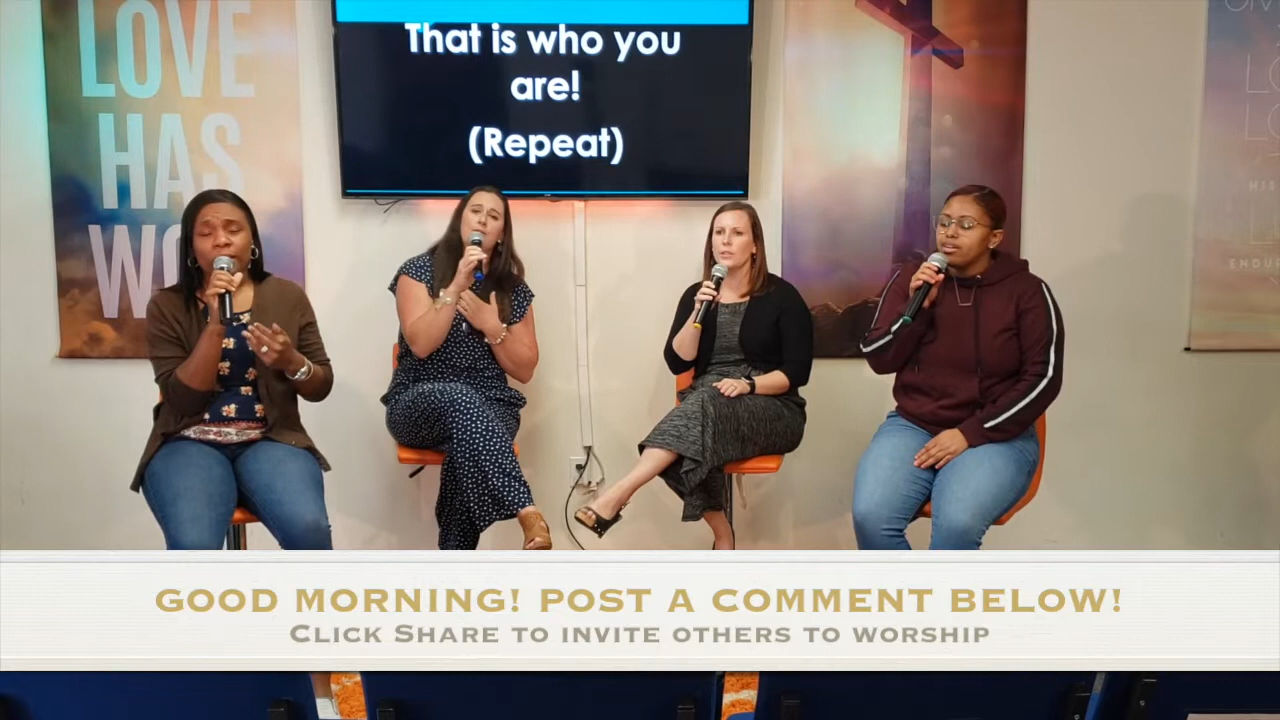 LOVE
HAS
That is who you
are!
(Repeat)
GOOD MORNING! POST A COMMENT BELOW!
CLICK SHARE TO INVITE OTHERS TO WORSHIP